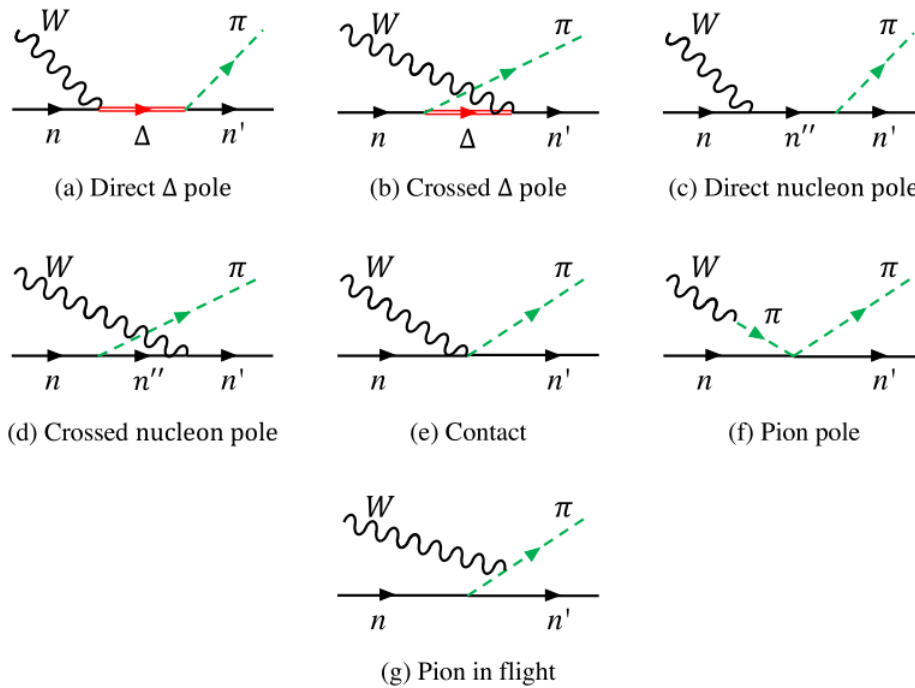 W π
n Δ n'
(a) Direct Δ pole
W π
n Δ n'
(b) Crossed Δ pole
W π
n n'' n'
(c) Direct nucleon pole
W π
n n'' n'
(d) Crossed nucleon pole
W π
n n'
(e) Contact
W π π
n n'
(f) Pion pole
W π
n n'
(g) Pion in flight